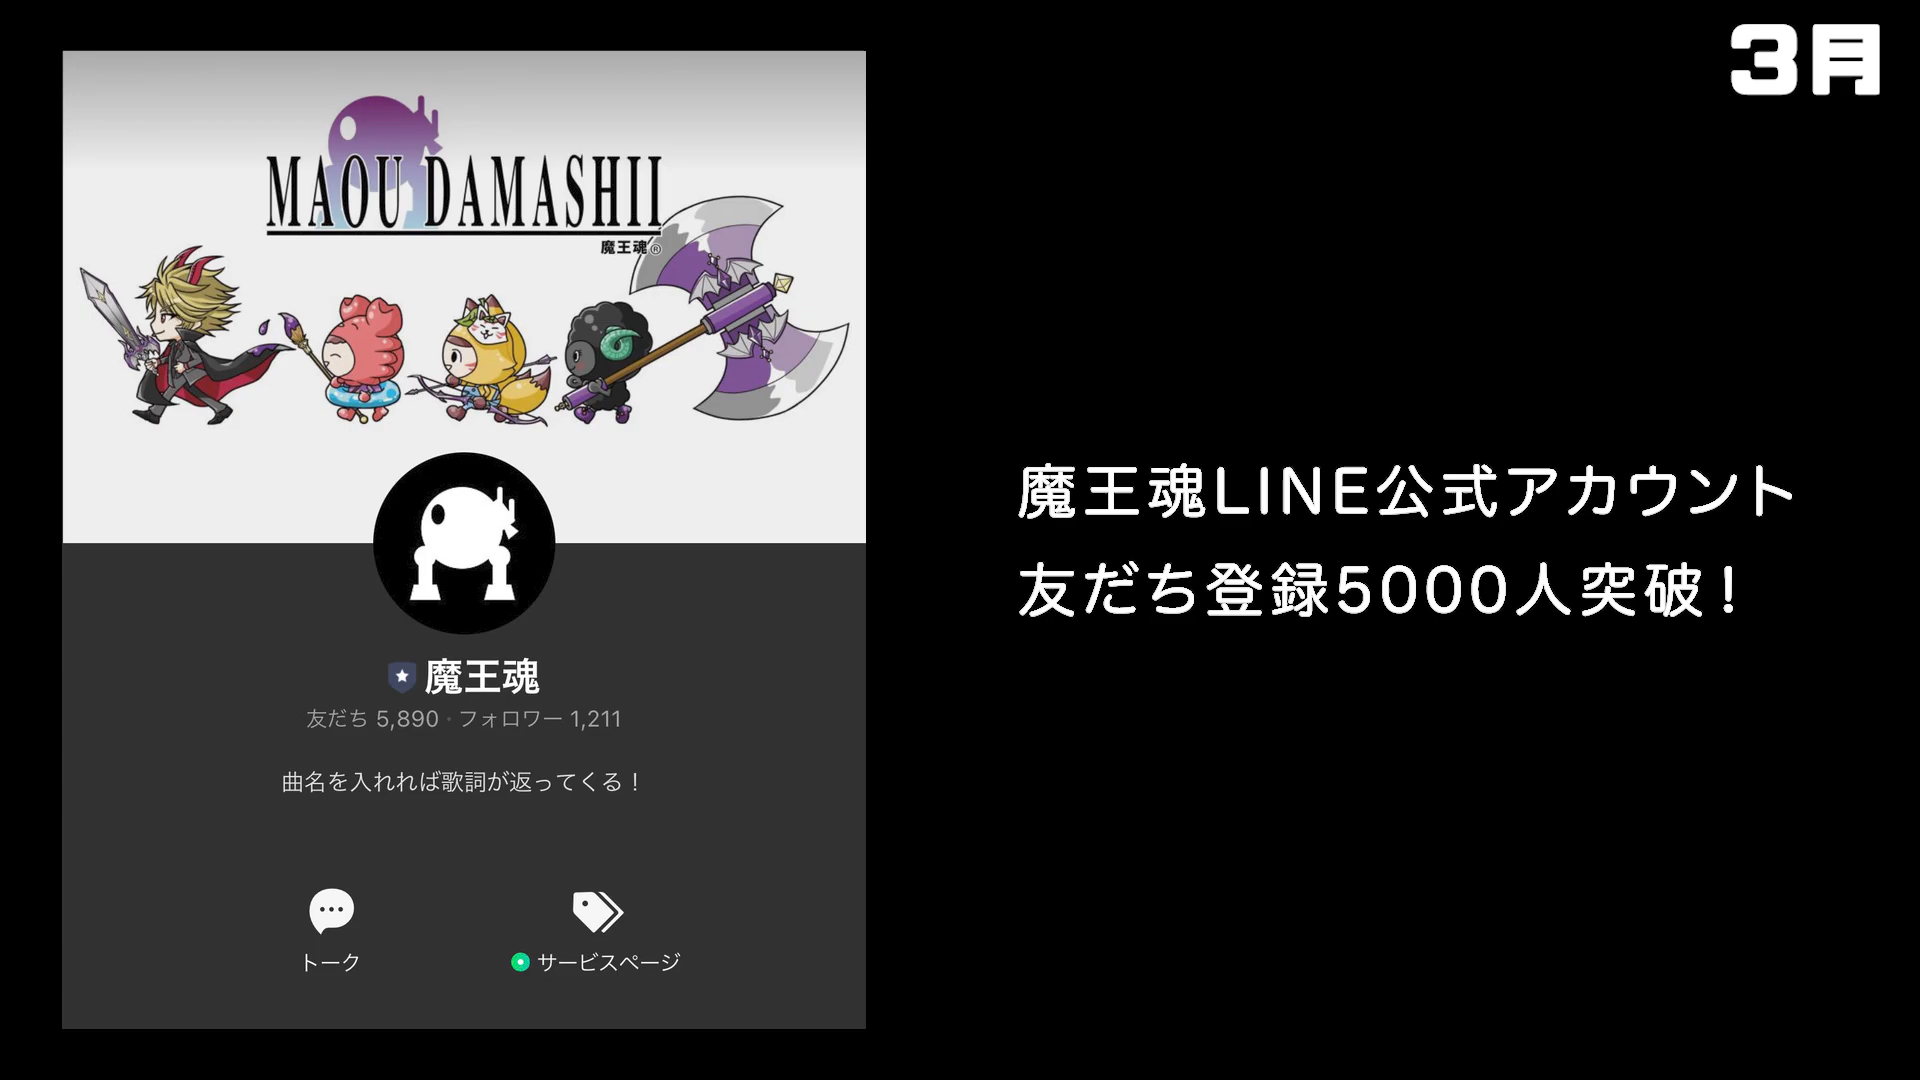 3月
MAOU DAMASHII
魔王魂®
魔王魂
友だち 5,890・フォロワー 1,211
曲名を入れれば歌詞が返ってくる！
トーク
サービスページ
魔王魂LINE公式アカウント
友だち登録5000人突破！